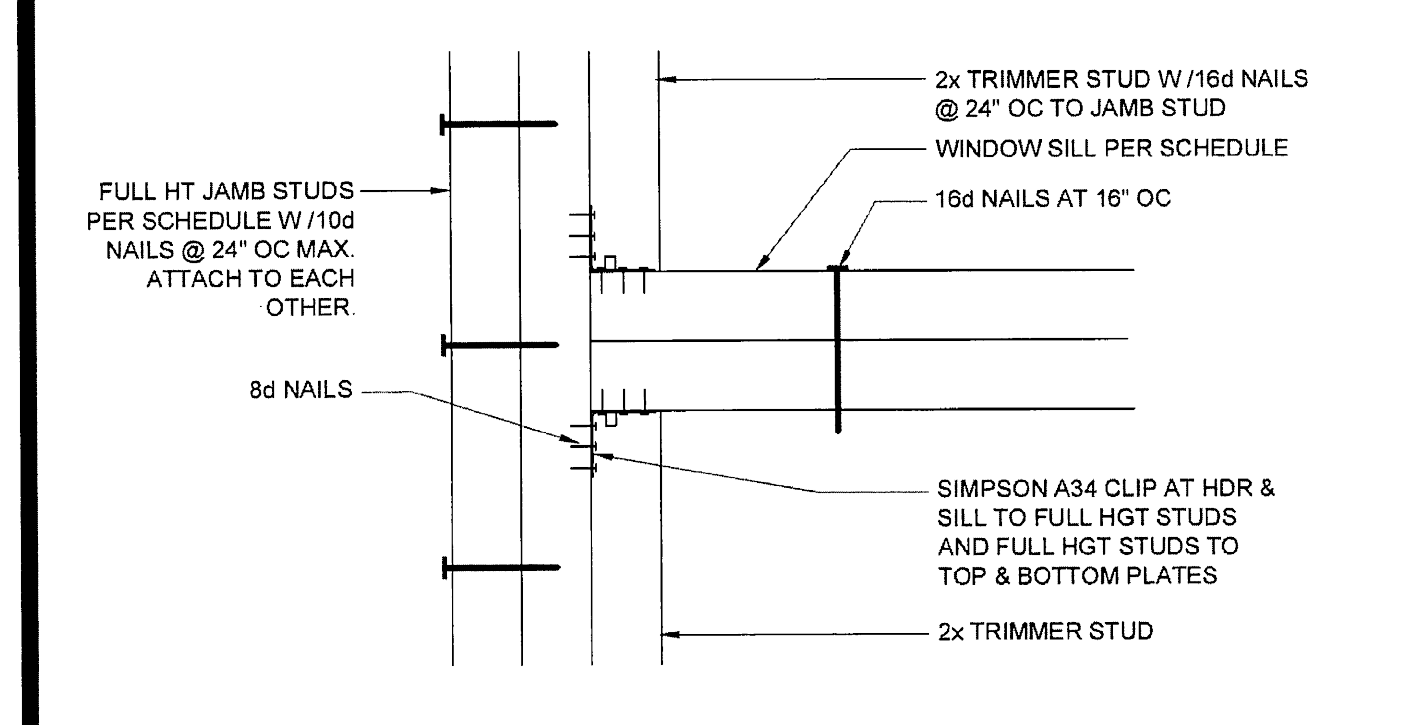 2x TRIMMER STUD W/16d NAILS
@ 24" OC TO JAMB STUD
WINDOW SILL PER SCHEDULE
16d NAILS AT 16" OC
FULL HT JAMB STUDS
PER SCHEDULE W/10d
NAILS @ 24" OC MAX.
ATTACH TO EACH
OTHER.
8d NAILS
SIMPSON A34 CLIP AT HDR &
SILL TO FULL HGT STUDS
AND FULL HGT STUDS TO
TOP & BOTTOM PLATES
2x TRIMMER STUD